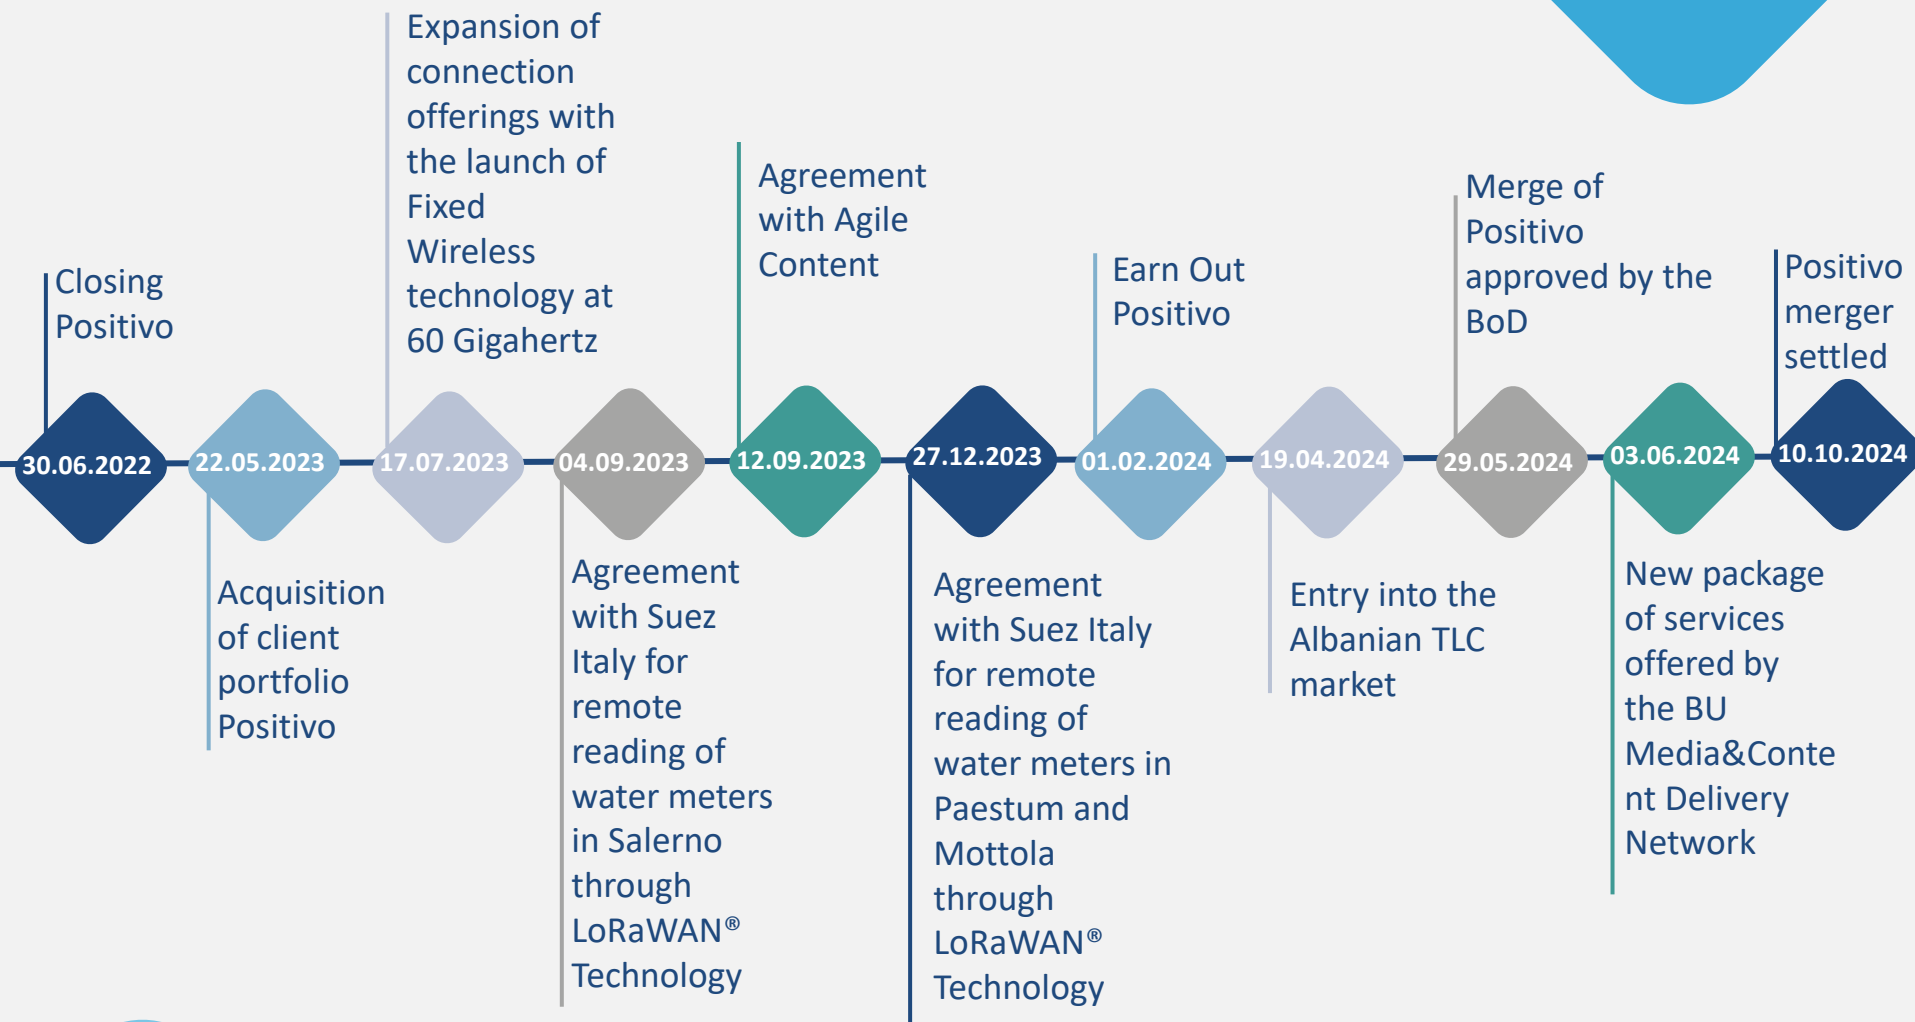 Closing
Positivo
30.06.2022
22.05.2023
Acquisition
of client
portfolio
Positivo
Expansion of
connection
offerings with
the launch of
Fixed
Wireless
technology at
60 Gigahertz
17.07.2023
04.09.2023
Agreement
with Suez
Italy for
remote
reading of
water meters
in Salerno
through
LoRaWAN®
Technology
Agreement
with Agile
Content
12.09.2023
27.12.2023
Agreement
with Suez Italy
for remote
reading of
water meters in
Paestum and
Mottola
through
LoRaWAN®
Technology
Earn Out
Positivo
01.02.2024
19.04.2024
Entry into the
Albanian TLC
market
Merge of
Positivo
approved by the
BoD
29.05.2024
03.06.2024
New package
of services
offered by
the BU
Media&Conte
nt Delivery
Network
Positivo
merger
settled
10.10.2024